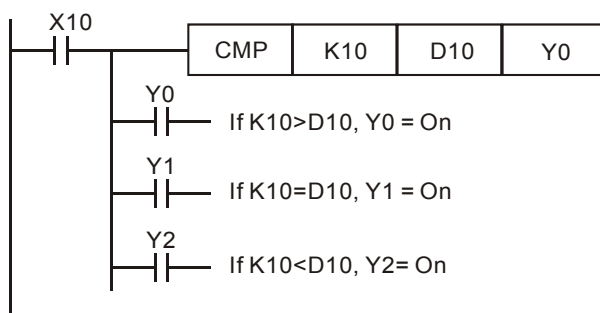 X10
CMP K10 D10 Y0
Y0
If K10>D10, Y0 = On
Y1
If K10=D10, Y1 = On
Y2
If K10<D10, Y2= On